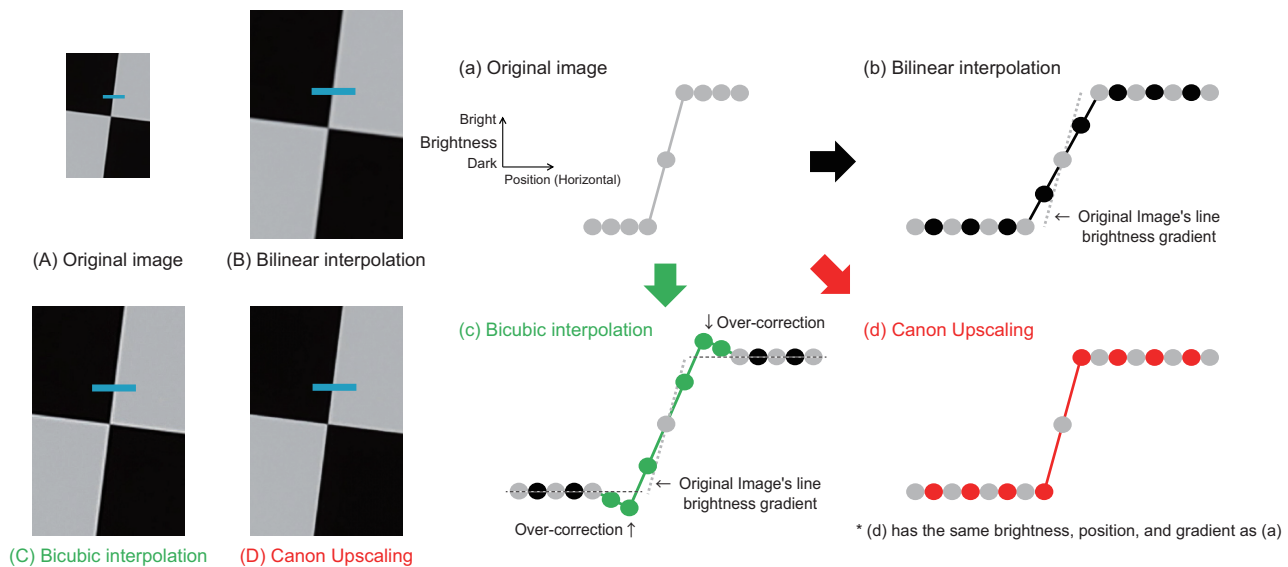 (A) Original image
(B) Bilinear interpolation
(C) Bicubic interpolation
(D) Canon Upscaling
(a) Original image
Bright
Brightness
Dark
Position (Horizontal)
(b) Bilinear interpolation
← Original Image's line
brightness gradient
(c) Bicubic interpolation
↓ Over-correction
← Original Image's line
brightness gradient
Over-correction ↑
(d) Canon Upscaling
* (d) has the same brightness, position, and gradient as (a)